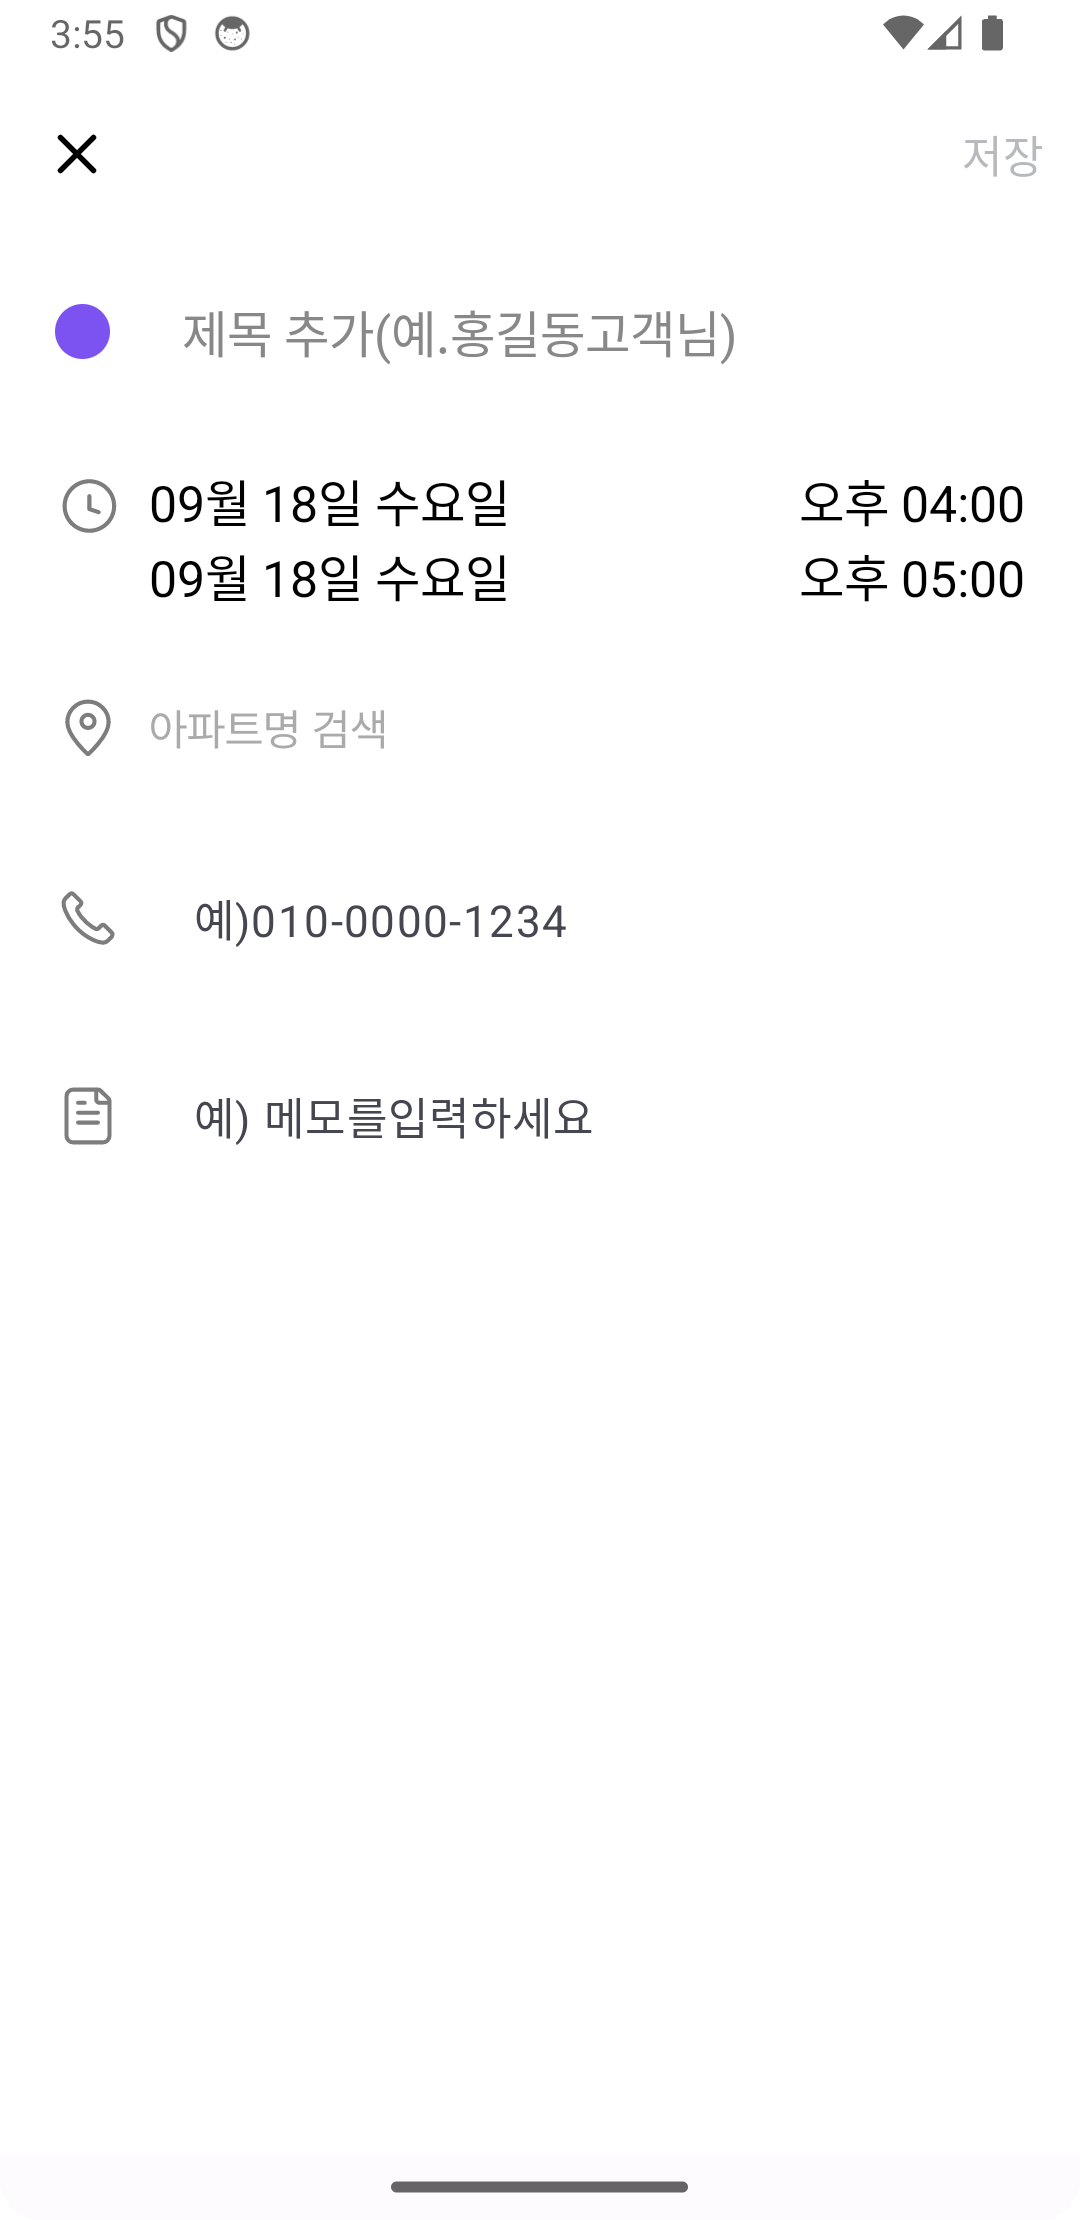 3:55
저장
제목 추가(예.홍길동고객님)
09월 18일 수요일 오후 04:00
09월 18일 수요일 오후 05:00
아파트명 검색
예)010-0000-1234
예) 메모를입력하세요